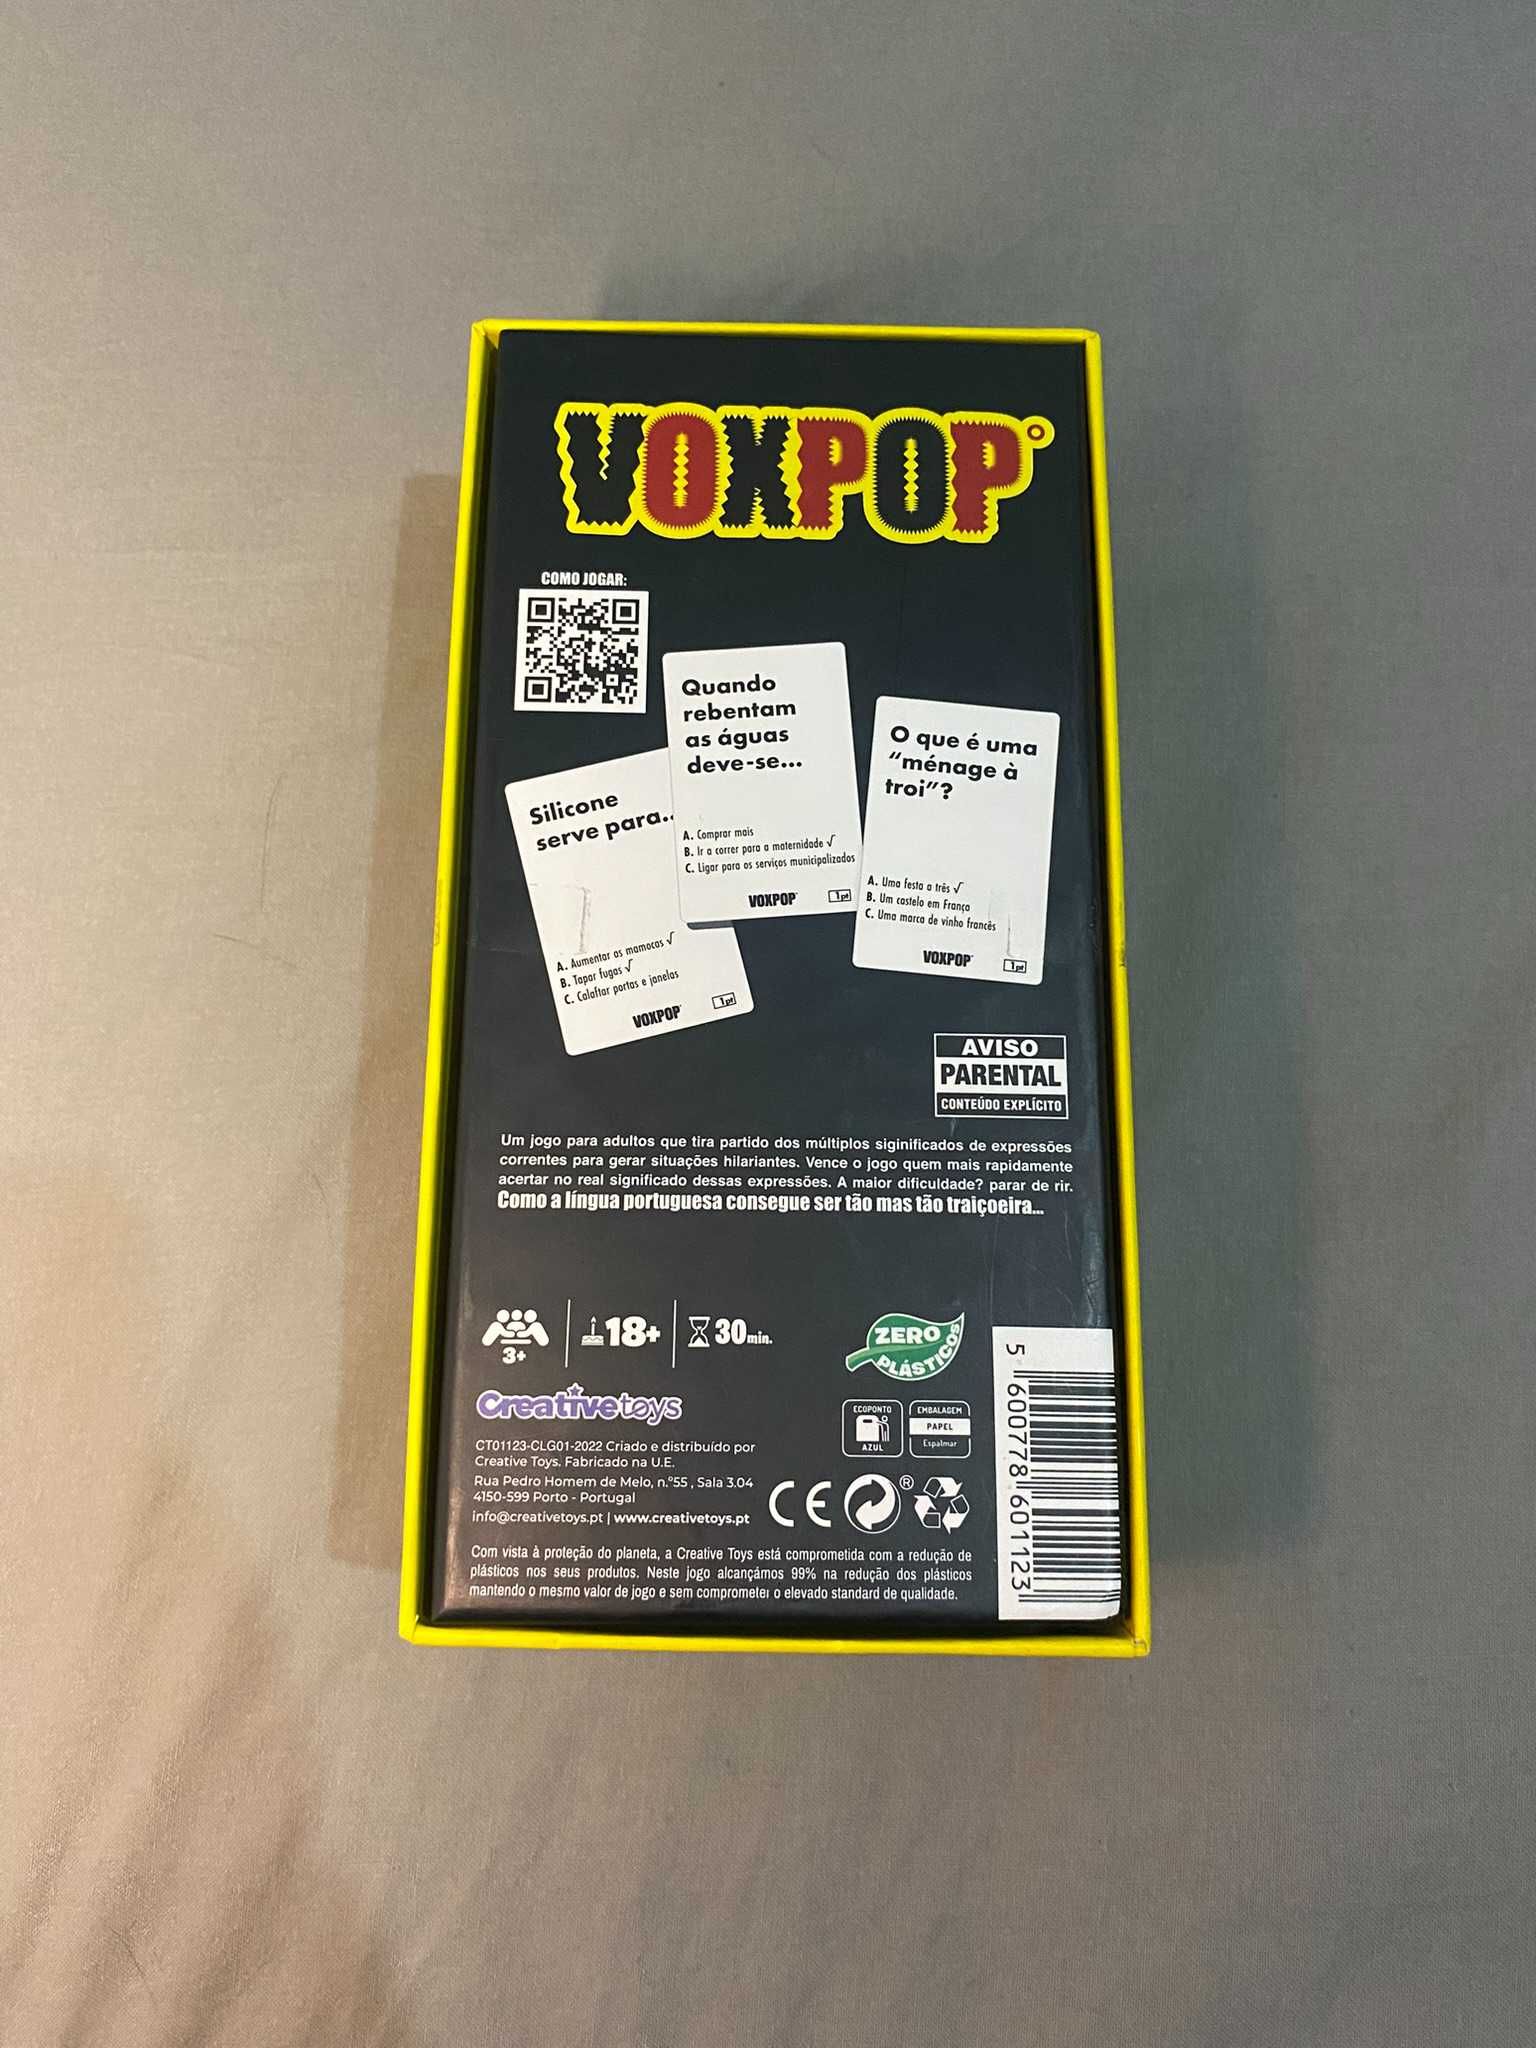 VOXPOP
COMO JOGAR:
Quando
rebentam
as águas
deve-se...
A. Comprar mais
B. Ir a correr para a maternidade √
C. Ligar para os serviços municipalizados
VOXPOP
1pt
O que é uma
"ménage à
troi"?
A. Uma festa a três √
B. Um castelo em França
C. Uma marca de vinho francês
VOXPOP
1pt
Silicone
serve para..
A. Aumentar as mamocas √
B. Tapar fugas √
C. Calaftar portas e janelas
VOXPOP
1pt
AVISO
PARENTAL
CONTEÚDO EXPLÍCITO
Um jogo para adultos que tira partido dos múltiplos siginificados de expressões
correntes para gerar situações hilariantes. Vence o jogo quem mais rapidamente
acertar no real significado dessas expressões. A maior dificuldade? parar de rir.
Como a língua portuguesa consegue ser tão mas tão traiçoeira...
3+
18+
30min.
ZERO
PLÁSTICOS
Creativetoys
CT01123-CLG01-2022 Criado e distribuído por
Creative Toys. Fabricado na U.E.
Rua Pedro Homem de Melo, n.º55 , Sala 3.04
4150-599 Porto - Portugal
info@creativetoys.pt | www.creativetoys.pt
ECOPONTO
AZUL
EMBALAGEM
PAPEL
Espalmar
CE
®
Com vista à proteção do planeta, a Creative Toys está comprometida com a redução de
plásticos nos seus produtos. Neste jogo alcançámos 99% na redução dos plásticos
mantendo o mesmo valor de jogo e sem comprometer o elevado standard de qualidade.
5 600778 601123